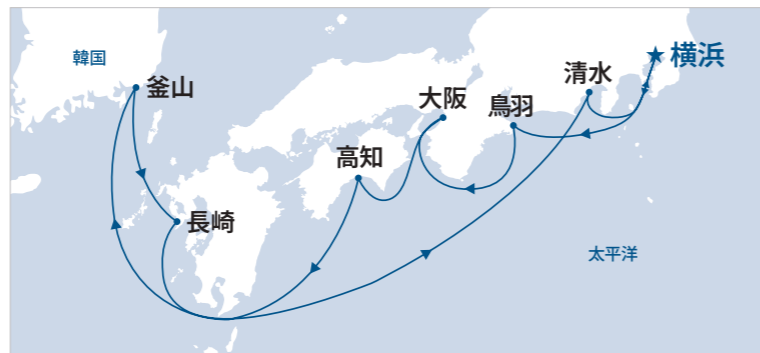 韓国
釜山
長崎
高知
大阪
鳥羽
清水
横浜
太平洋